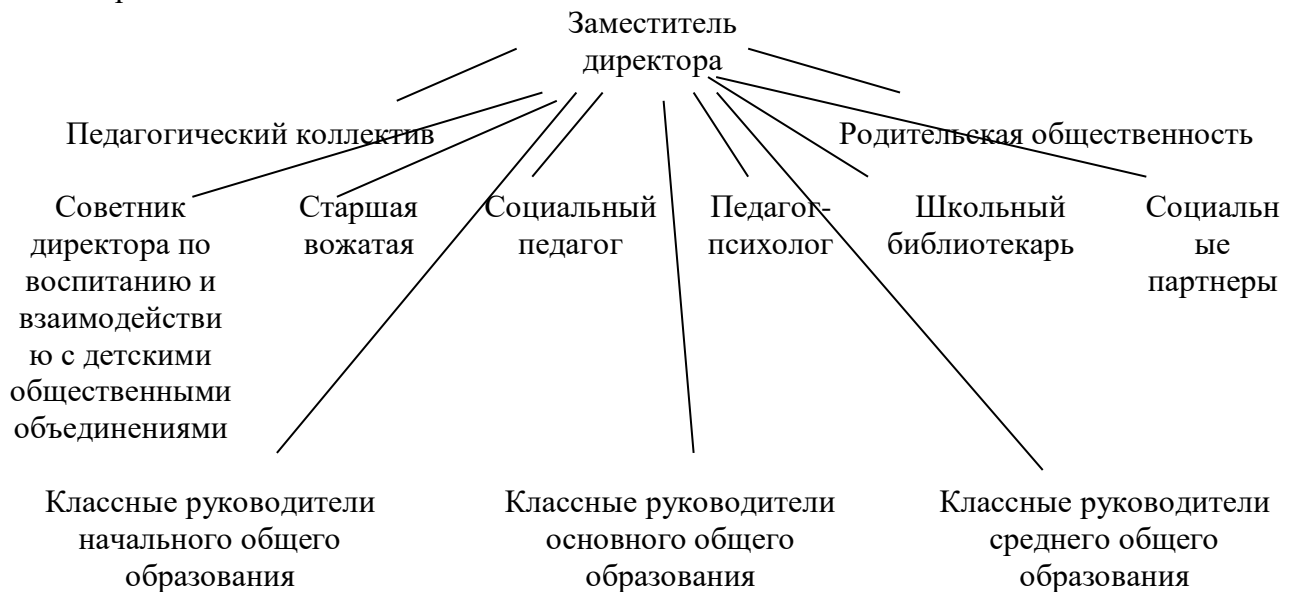 Заместитель
директора
Педагогический коллектив
Родительская общественность
Советник
директора по
воспитанию и
взаимодействи
ю с детскими
общественными
объединениями
Старшая
вожатая
Социальный
педагог
Педагог-
психолог
Школьный
библиотекарь
Социальн
ые
партнеры
Классные руководители
начального общего
образования
Классные руководители
основного общего
образования
Классные руководители
среднего общего
образования